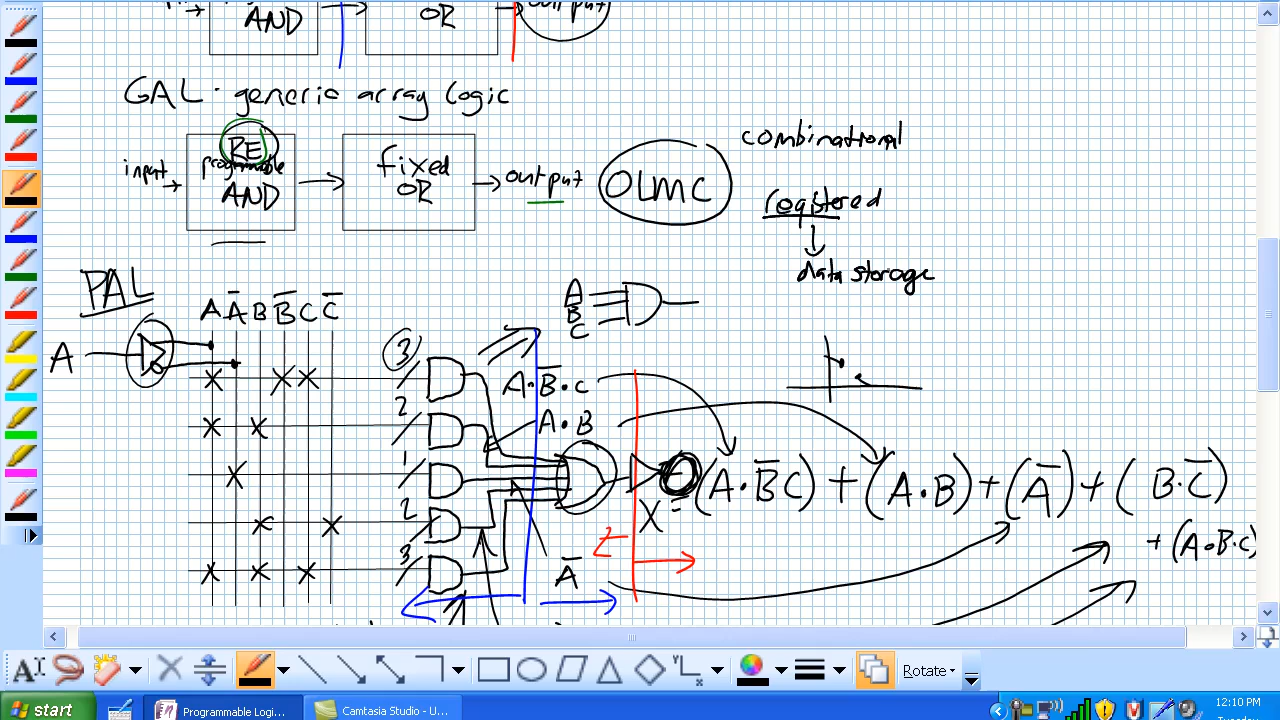 AND
OR
output
GAL - generic array logic
RE
input
programmable
AND
fixed
OR
output
OLMC
combinational
registered
data storage
PAL
A A̅ B B̅ C C̅
A
A
B
C
3
2
1
2
3
A·B̅·C
A·B
A̅
X = (A·B̅C) + (A·B) + (A̅) + (B·C̅)
+ (A·B·C)
Rotate
start
Programmable Logi...
Camtasia Studio - U...
12:10 PM